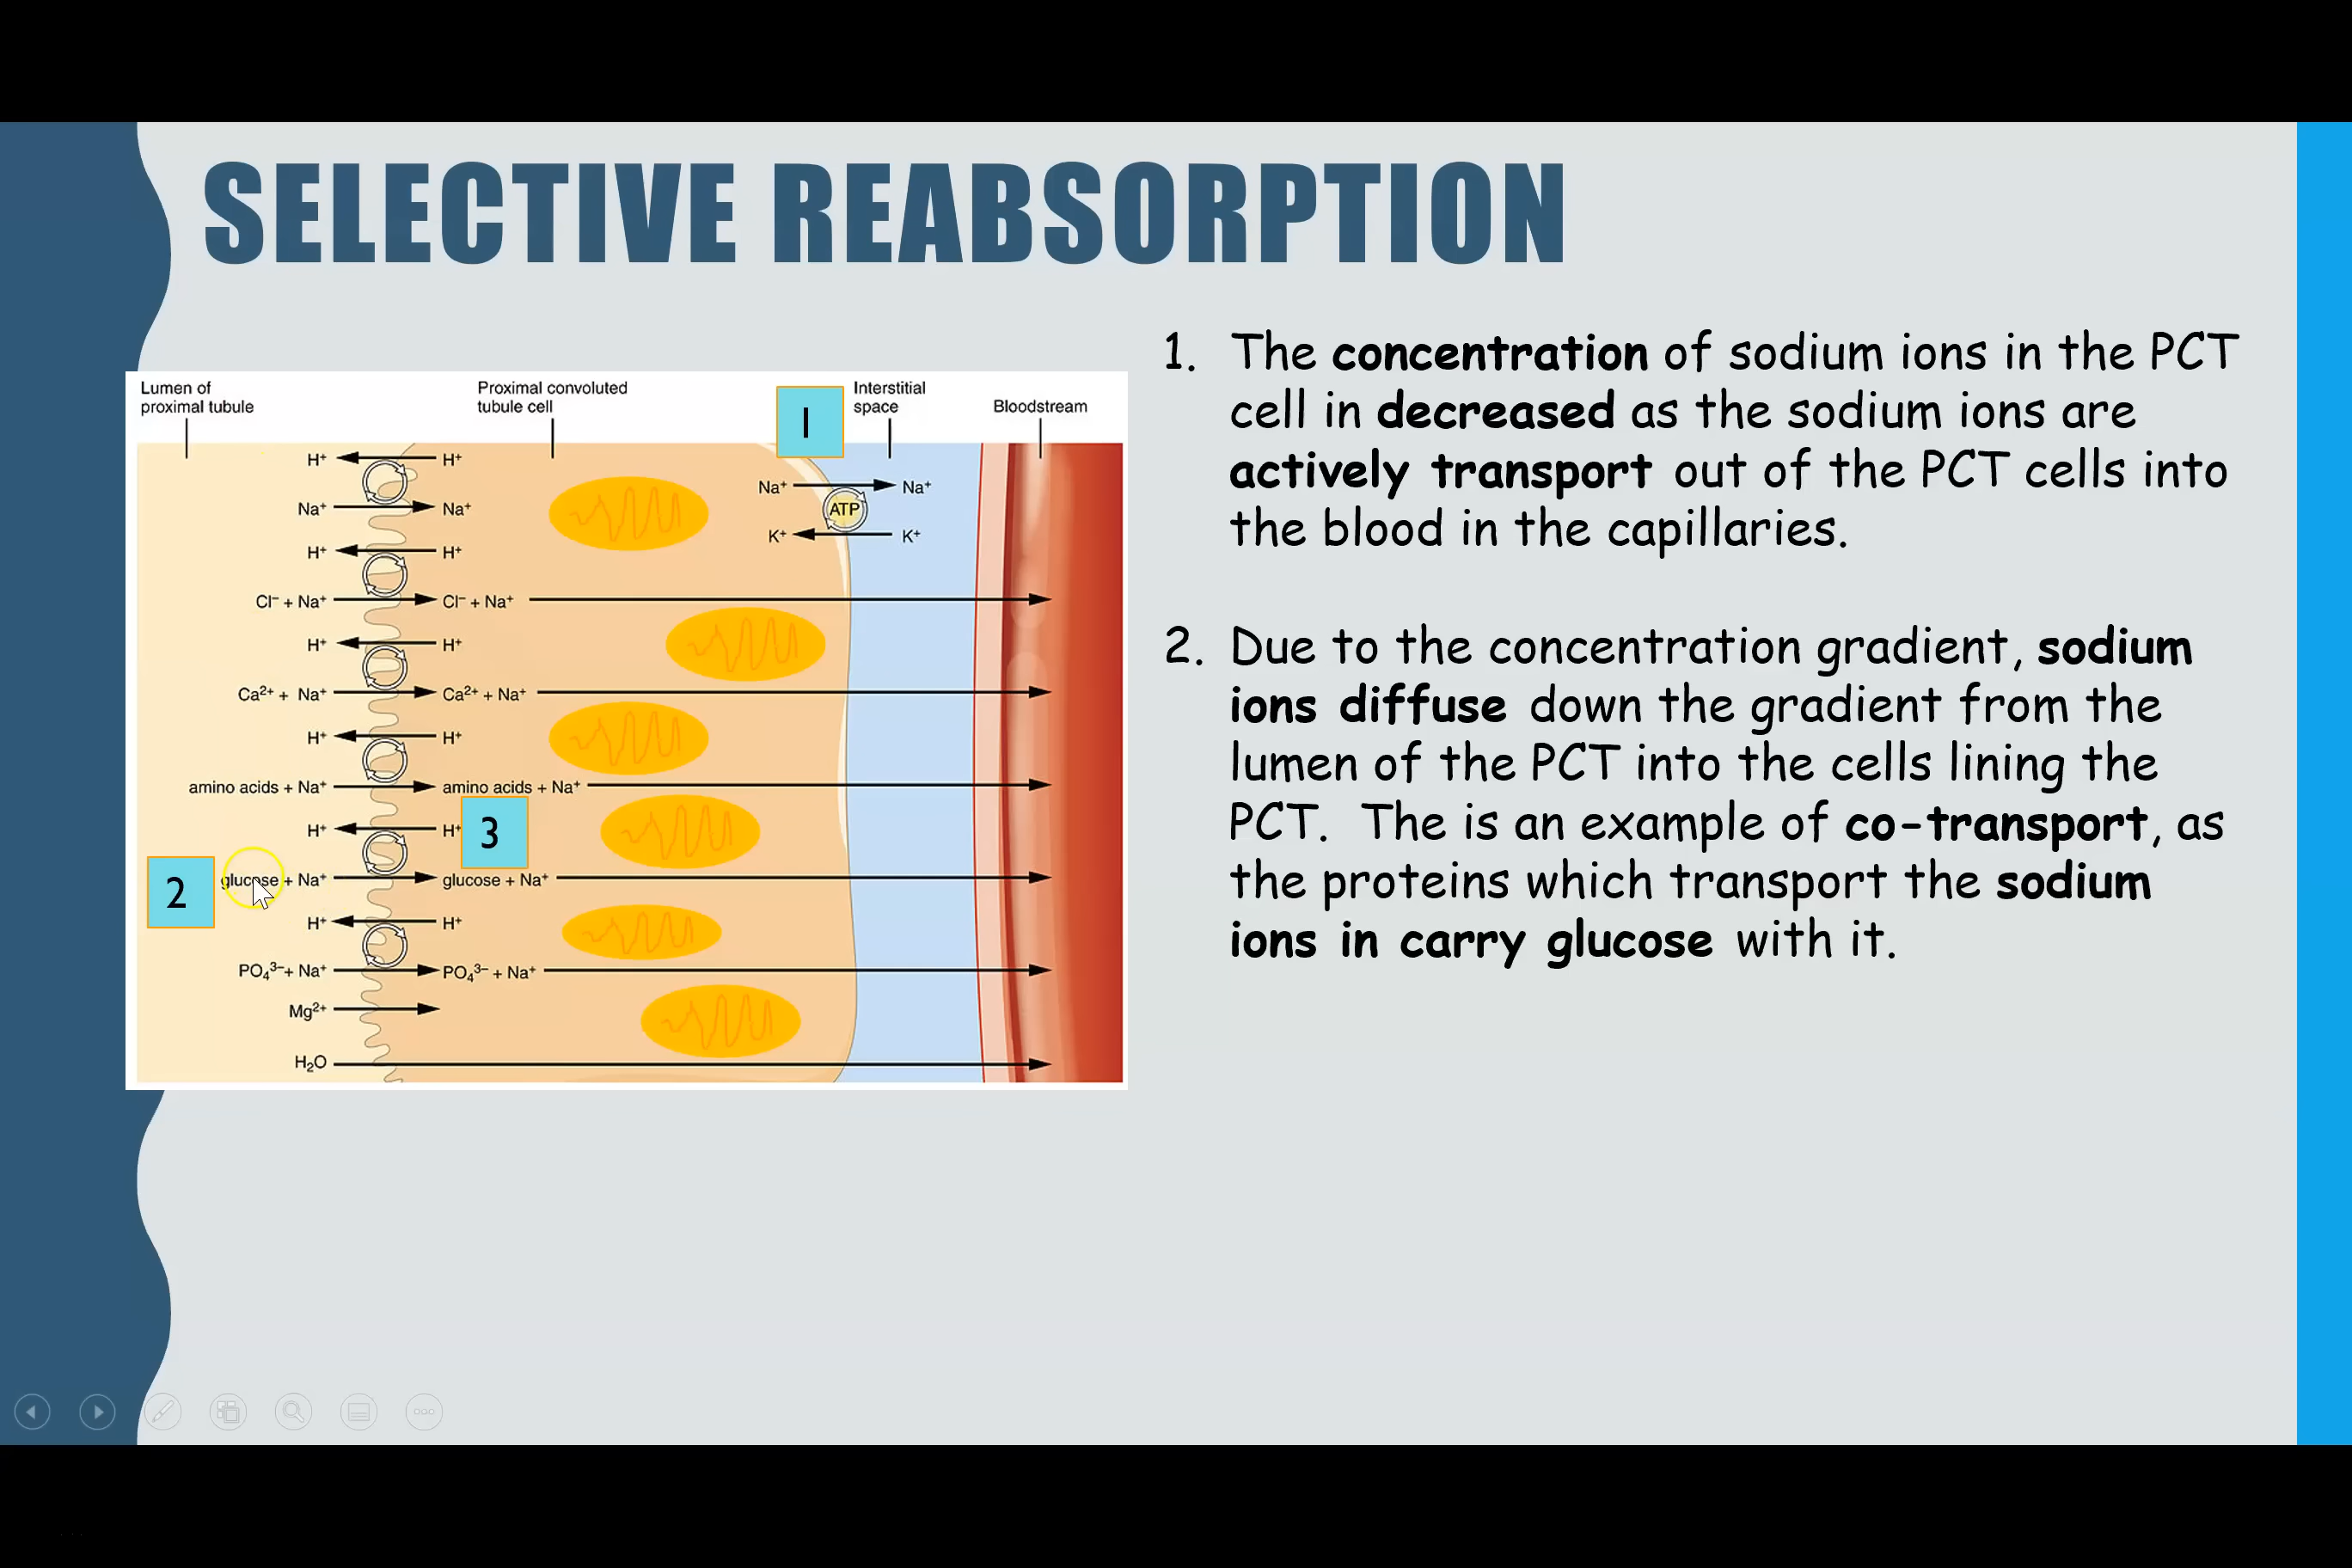 SELECTIVE REABSORPTION
Lumen of
proximal tubule
Proximal convoluted
tubule cell
1
Interstitial
space
Bloodstream
H⁺ H⁺
Na⁺ Na⁺
Na⁺ Na⁺
ATP
K⁺ K⁺
H⁺ H⁺
Cl⁻ + Na⁺ Cl⁻ + Na⁺
H⁺ H⁺
Ca²⁺ + Na⁺ Ca²⁺ + Na⁺
H⁺ H⁺
amino acids + Na⁺ amino acids + Na⁺
H⁺ H⁺
3
2
glucose + Na⁺ glucose + Na⁺
H⁺ H⁺
PO₄³⁻+ Na⁺ PO₄³⁻ + Na⁺
Mg²⁺
H₂O
1. The concentration of sodium ions in the PCT
cell in decreased as the sodium ions are
actively transport out of the PCT cells into
the blood in the capillaries.
2. Due to the concentration gradient, sodium
ions diffuse down the gradient from the
lumen of the PCT into the cells lining the
PCT. The is an example of co-transport, as
the proteins which transport the sodium
ions in carry glucose with it.